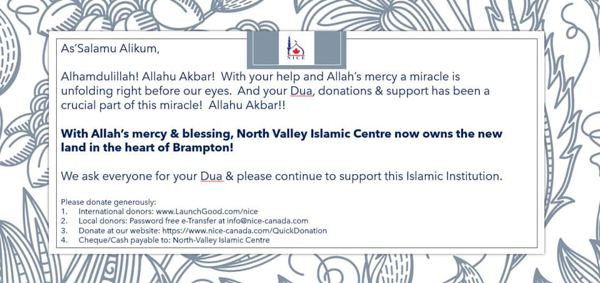 NICE
As'Salamu Alikum,
Alhamdulillah! Allahu Akbar! With your help and Allah's mercy a miracle is
unfolding right before our eyes. And your Dua, donations & support has been a
crucial part of this miracle! Allahu Akbar!!
With Allah's mercy & blessing, North Valley Islamic Centre now owns the new
land in the heart of Brampton!
We ask everyone for your Dua & please continue to support this Islamic Institution.
Please donate generously:
1. International donors: www.LaunchGood.com/nice
2. Local donors: Password free e-Transfer at info@nice-canada.com
3. Donate at our website: https://www.nice-canada.com/QuickDonation
4. Cheque/Cash payable to: North-Valley Islamic Centre